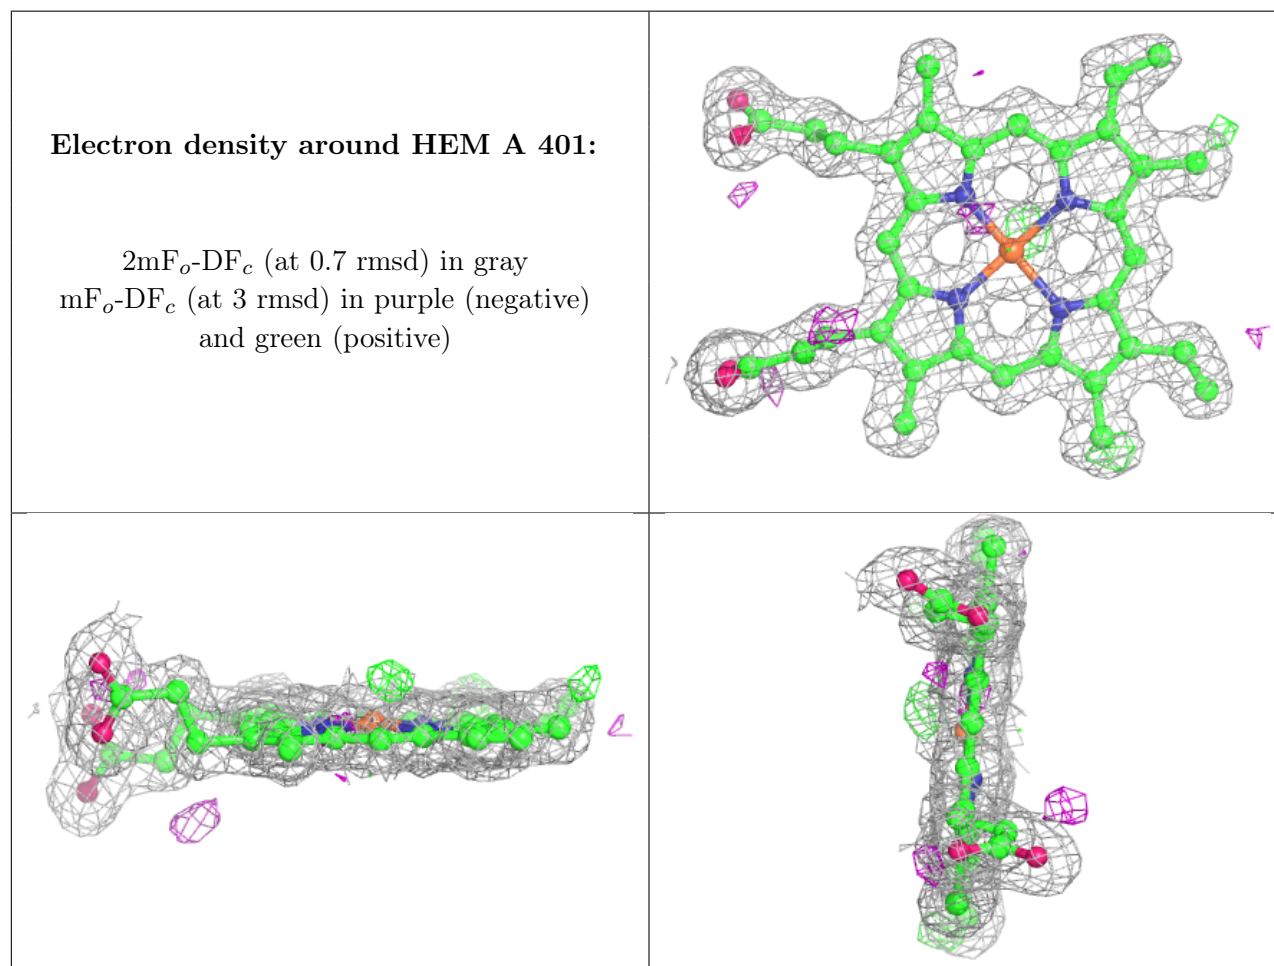 Electron density around HEM A 401:
2mFo-DFc (at 0.7 rmsd) in gray
mFo-DFc (at 3 rmsd) in purple (negative)
and green (positive)